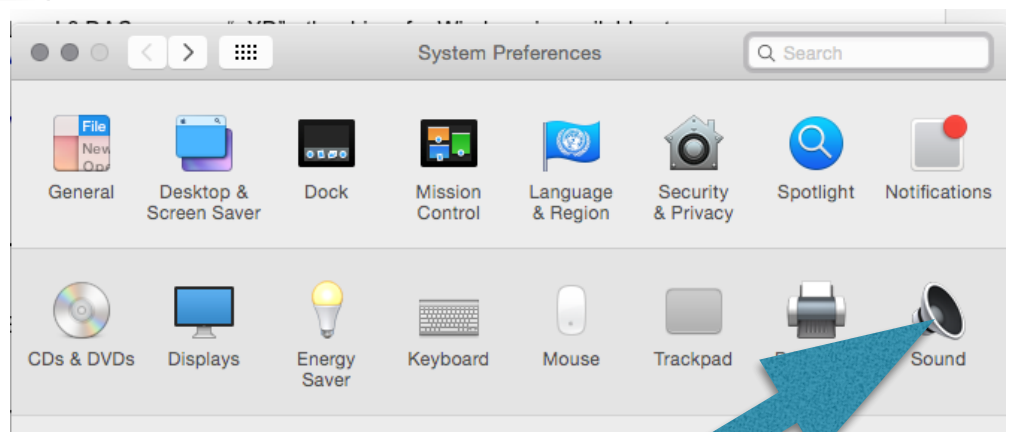 System Preferences
Search
File
New
General
Desktop &
Screen Saver
Dock
Mission
Control
Language
& Region
Security
& Privacy
Spotlight
Notifications
CDs & DVDs
Displays
Energy
Saver
Keyboard
Mouse
Trackpad
Sound